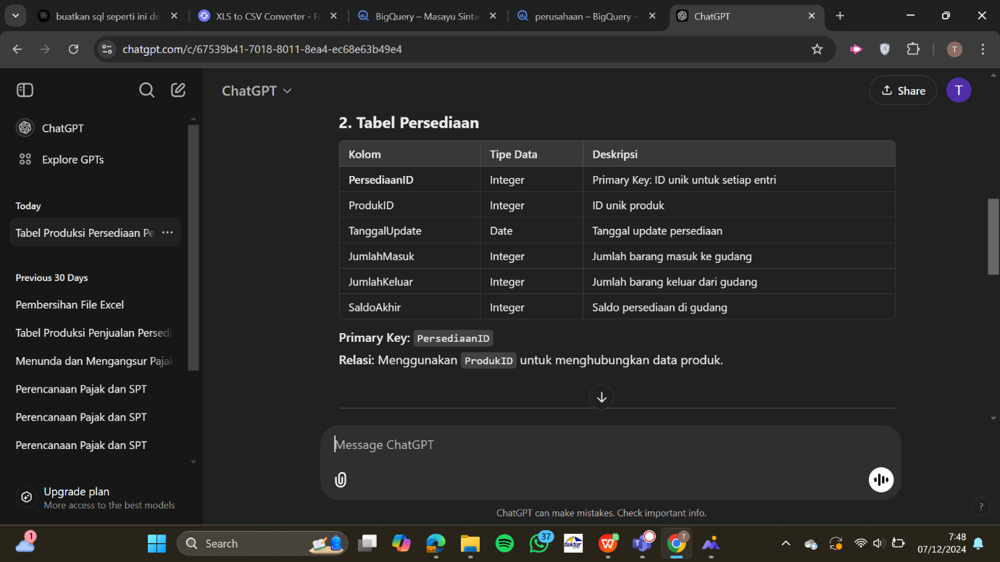 buatkan sql seperti ini de
XLS to CSV Converter - F
BigQuery – Masayu Sinta
perusahaan – BigQuery –
ChatGPT
chatgpt.com/c/67539b41-7018-8011-8ea4-ec68e63b49e4
T
ChatGPT
Share
T
ChatGPT
Explore GPTs
Today
Tabel Produksi Persediaan Pe
Previous 30 Days
Pembersihan File Excel
Tabel Produksi Penjualan Persedi
Menunda dan Mengangsur Pajak
Perencanaan Pajak dan SPT
Perencanaan Pajak dan SPT
Perencanaan Pajak dan SPT
Upgrade plan
More access to the best models
2. Tabel Persediaan
Kolom Tipe Data Deskripsi
PersediaanID Integer Primary Key: ID unik untuk setiap entri
ProdukID Integer ID unik produk
TanggalUpdate Date Tanggal update persediaan
JumlahMasuk Integer Jumlah barang masuk ke gudang
JumlahKeluar Integer Jumlah barang keluar dari gudang
SaldoAkhir Integer Saldo persediaan di gudang
Primary Key: PersediaanID
Relasi: Menggunakan ProdukID untuk menghubungkan data produk.
Message ChatGPT
ChatGPT can make mistakes. Check important info.
?
1
Search
37
faktur
W
S
T
T
7:48
07/12/2024